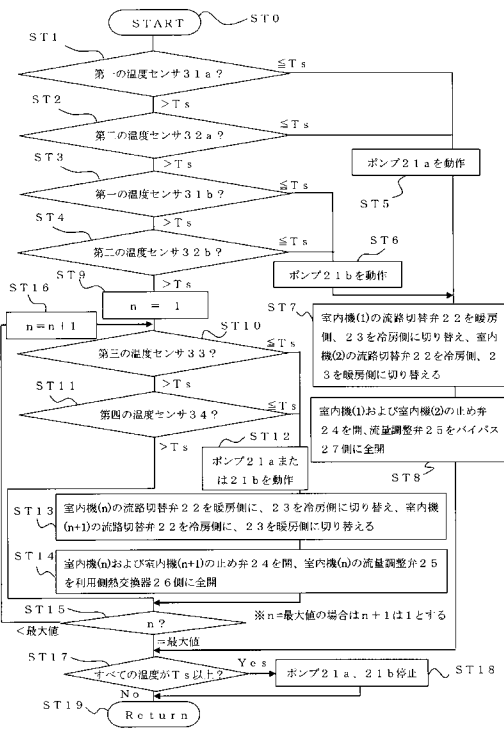 START
ST0
ST1
第一の温度センサ31a?
≦Ts
>Ts
ST2
第二の温度センサ32a?
≦Ts
>Ts
ポンプ21aを動作
ST5
ST3
第一の温度センサ31b?
≦Ts
>Ts
ST4
第二の温度センサ32b?
≦Ts
>Ts
ST6
ポンプ21bを動作
ST9
n = 1
ST16
n=n+1
ST7
室内機(1)の流路切替弁22を暖房
側、23を冷房側に切り替え、室内
機(2)の流路切替弁22を冷房側、2
3を暖房側に切り替える
ST10
第三の温度センサ33?
≦Ts
>Ts
ST11
第四の温度センサ34?
≦Ts
>Ts
室内機(1)および室内機(2)の止め弁
24を開、流量調整弁25をバイパス
27側に全開
ST8
ST12
ポンプ21aまた
は21bを動作
ST13
室内機(n)の流路切替弁22を暖房側に、23を冷房側に切り替え、室内機
(n+1)の流路切替弁22を冷房側に、23を暖房側に切り替える
ST14
室内機(n)および室内機(n+1)の止め弁24を開、室内機(n)の流量調整弁25
を利用側熱交換器26側に全開
ST15
n?
<最大値
=最大値
※n=最大値の場合はn+1は1とする
ST17
すべての温度がTs以上?
Yes
No
ポンプ21a、21b停止
ST18
ST19
Return